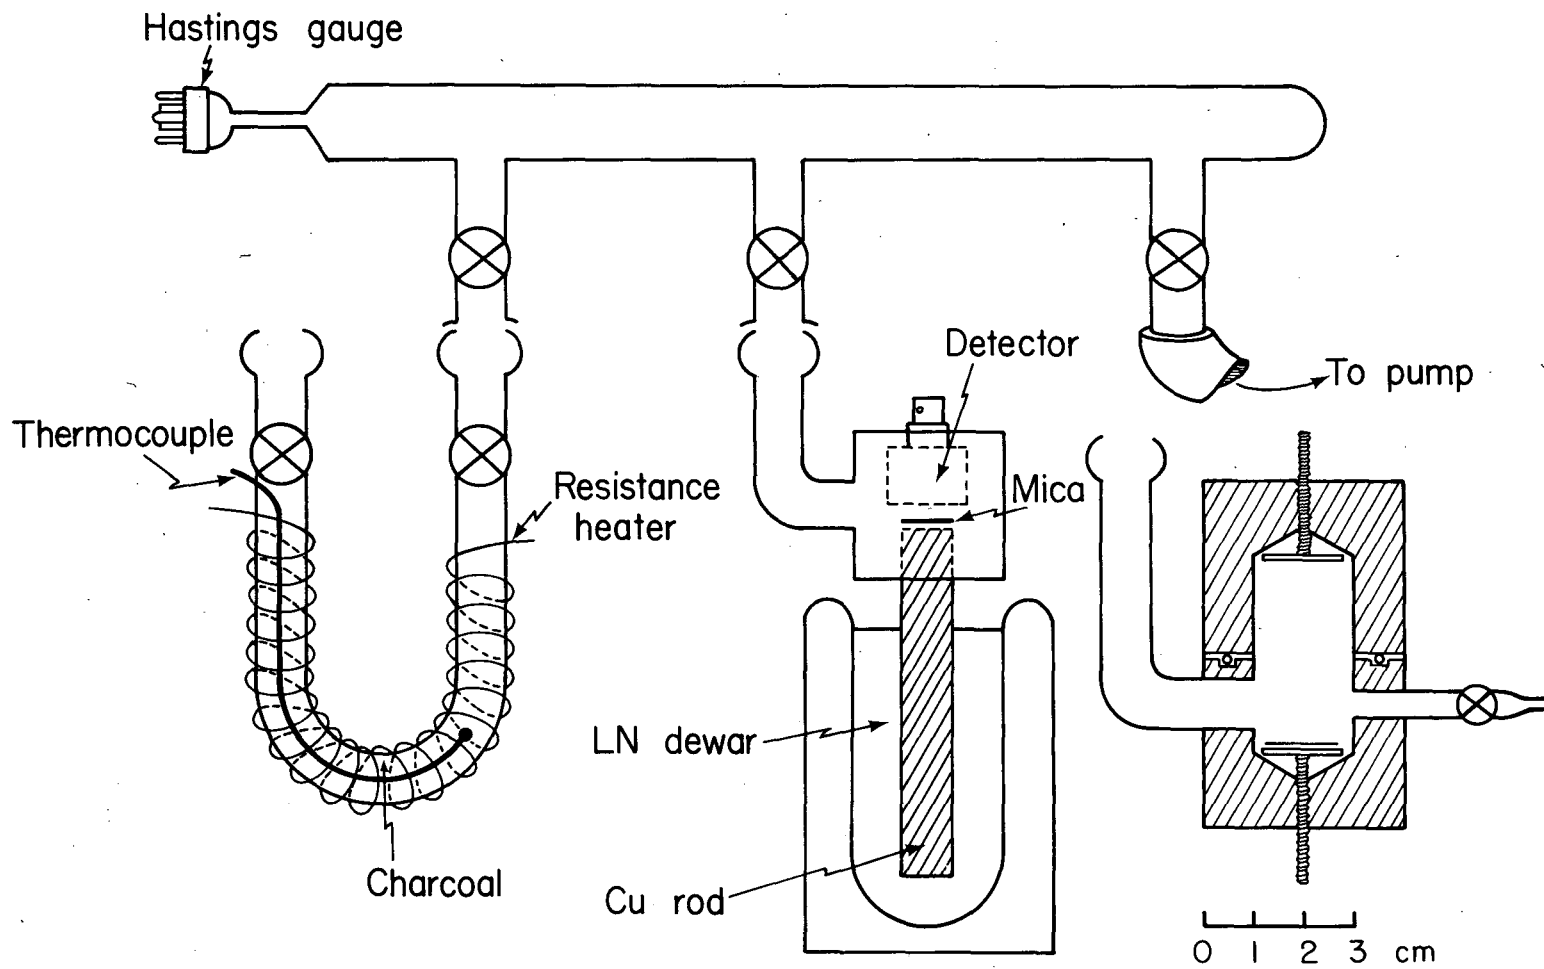 Hastings gauge
Detector
To pump
Thermocouple
Resistance
heater
Mica
LN dewar
Charcoal
Cu rod
0 1 2 3 cm